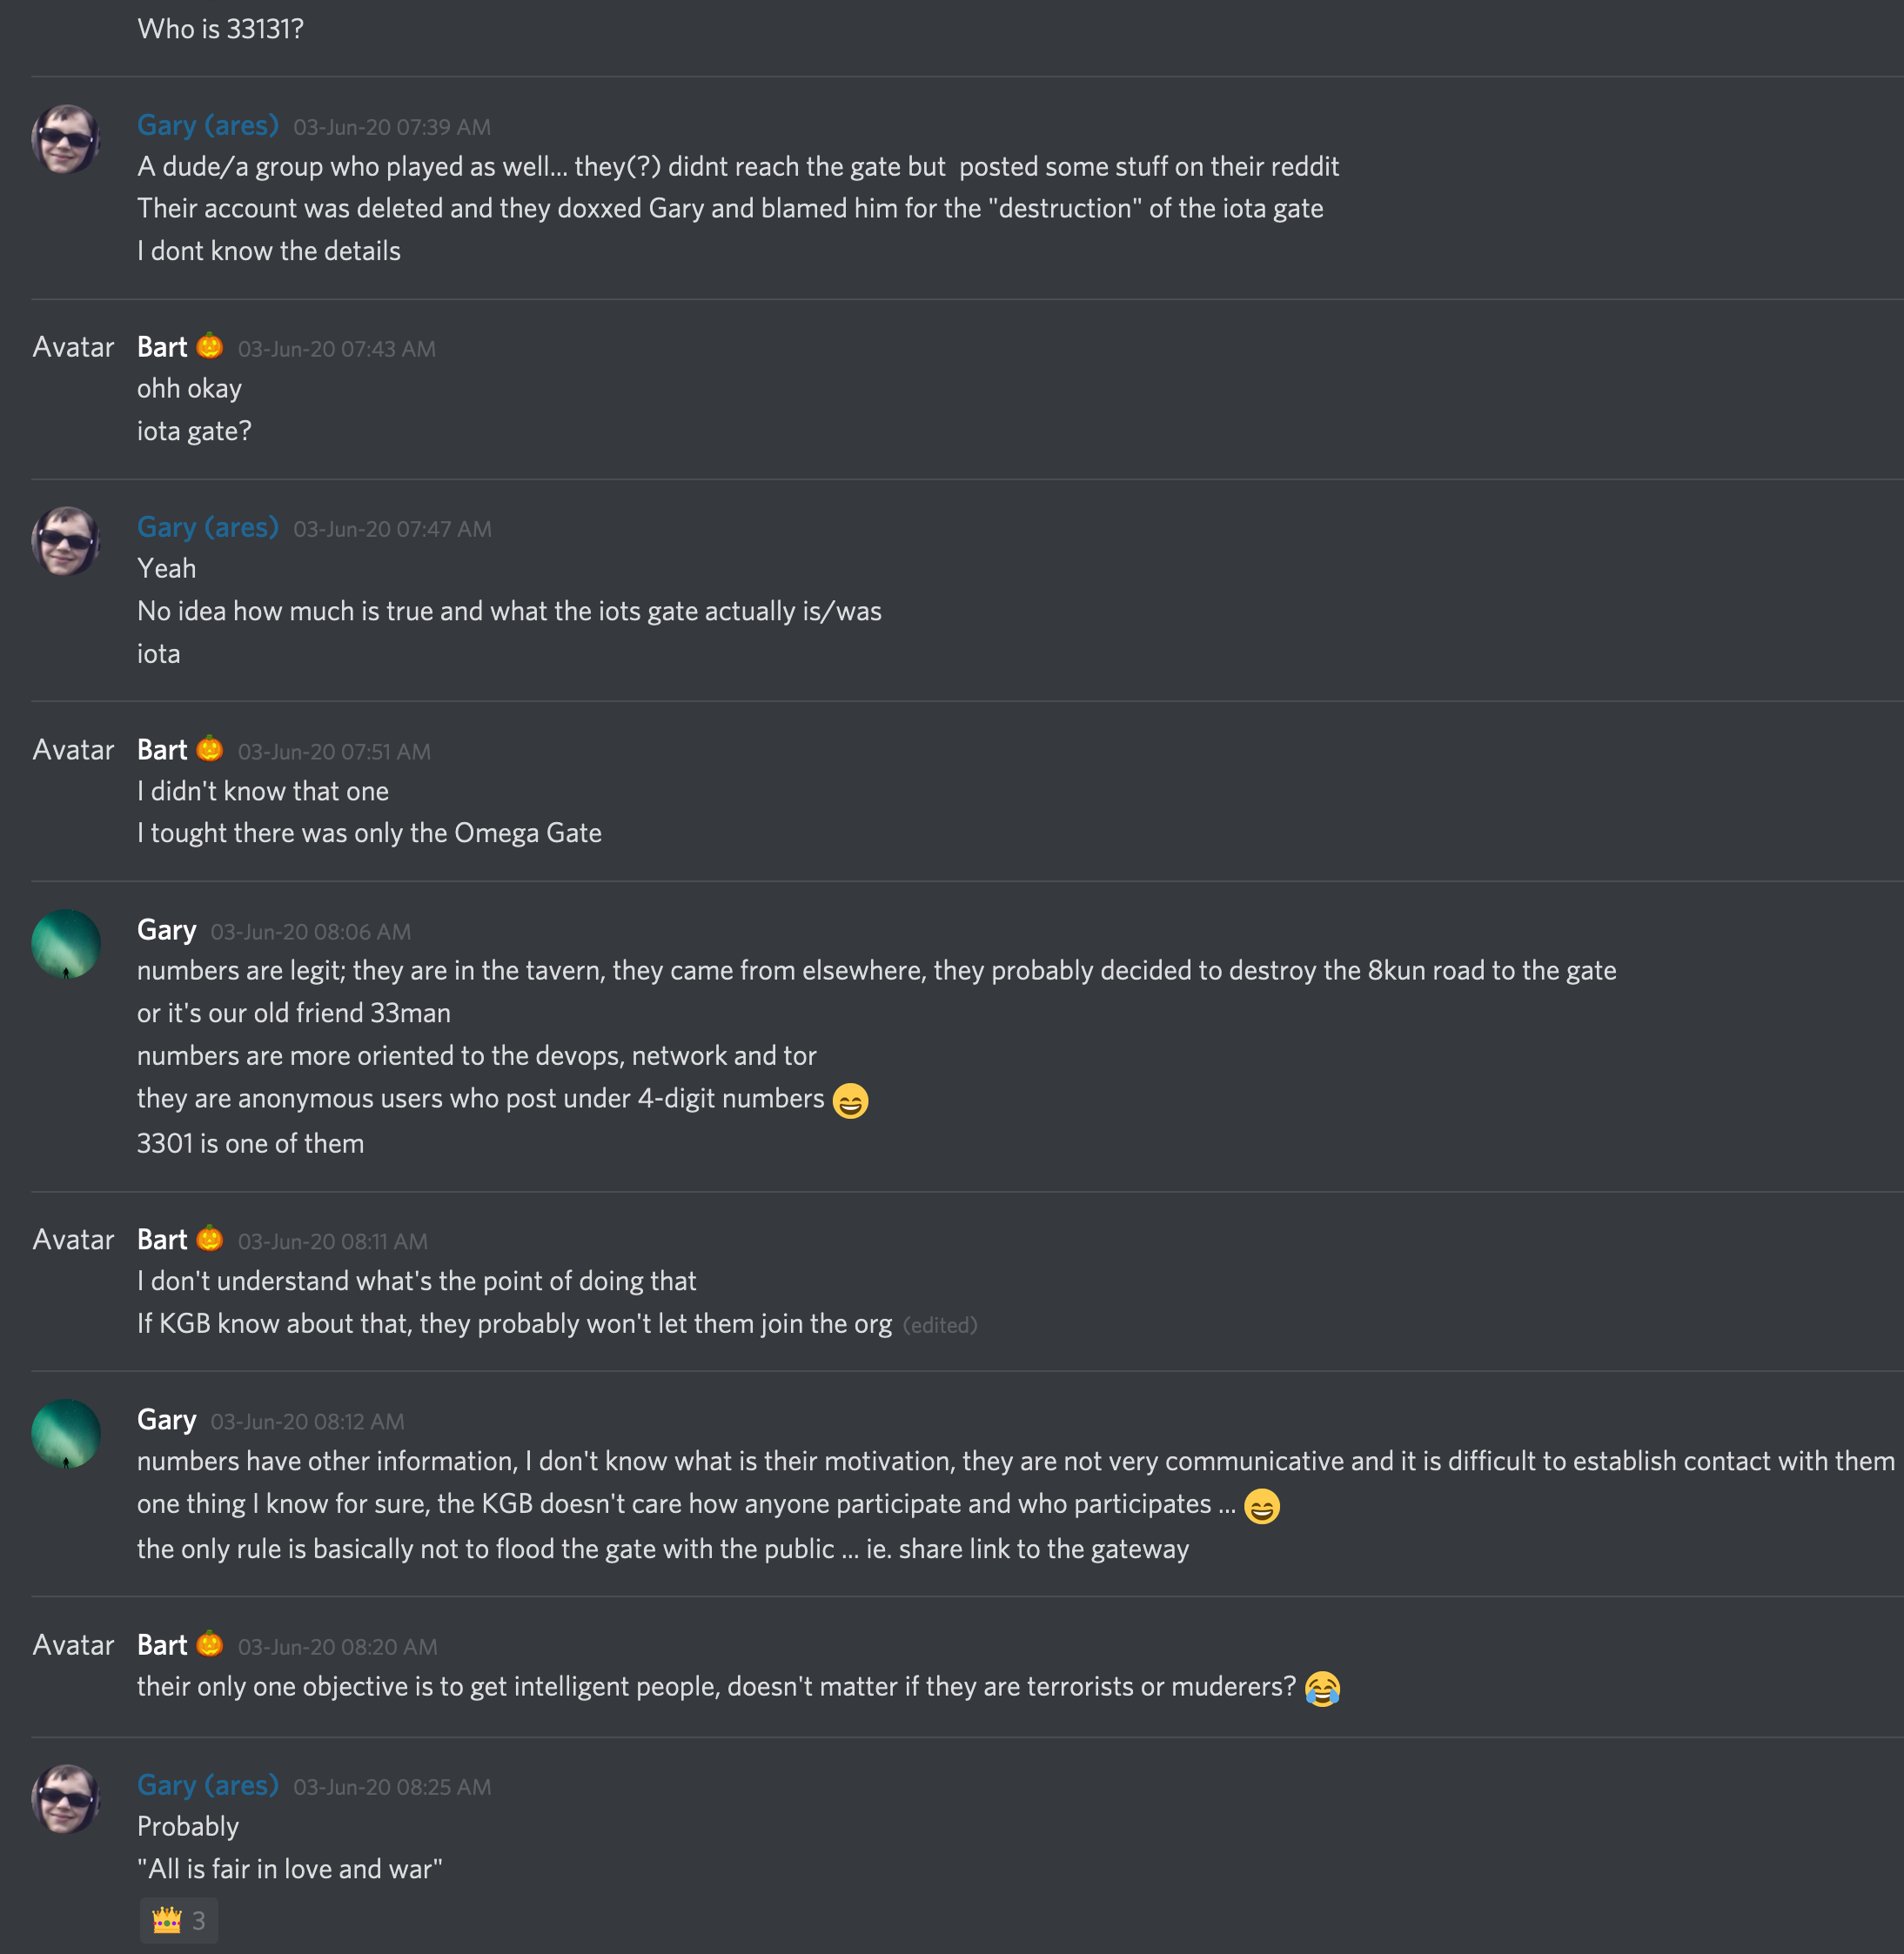 Who is 33131?
Gary (ares) 03-Jun-20 07:39 AM
A dude/a group who played as well... they(?) didnt reach the gate but  posted some stuff on their reddit
Their account was deleted and they doxxed Gary and blamed him for the "destruction" of the iota gate
I dont know the details
Avatar Bart 🎃 03-Jun-20 07:43 AM
ohh okay
iota gate?
Gary (ares) 03-Jun-20 07:47 AM
Yeah
No idea how much is true and what the iots gate actually is/was
iota
Avatar Bart 🎃 03-Jun-20 07:51 AM
I didn't know that one
I tought there was only the Omega Gate
Gary 03-Jun-20 08:06 AM
numbers are legit; they are in the tavern, they came from elsewhere, they probably decided to destroy the 8kun road to the gate
or it's our old friend 33man
numbers are more oriented to the devops, network and tor
they are anonymous users who post under 4-digit numbers 😄
3301 is one of them
Avatar Bart 🎃 03-Jun-20 08:11 AM
I don't understand what's the point of doing that
If KGB know about that, they probably won't let them join the org (edited)
Gary 03-Jun-20 08:12 AM
numbers have other information, I don't know what is their motivation, they are not very communicative and it is difficult to establish contact with them
one thing I know for sure, the KGB doesn't care how anyone participate and who participates ... 😄
the only rule is basically not to flood the gate with the public ... ie. share link to the gateway
Avatar Bart 🎃 03-Jun-20 08:20 AM
their only one objective is to get intelligent people, doesn't matter if they are terrorists or muderers? 😂
Gary (ares) 03-Jun-20 08:25 AM
Probably
"All is fair in love and war"
👑 3